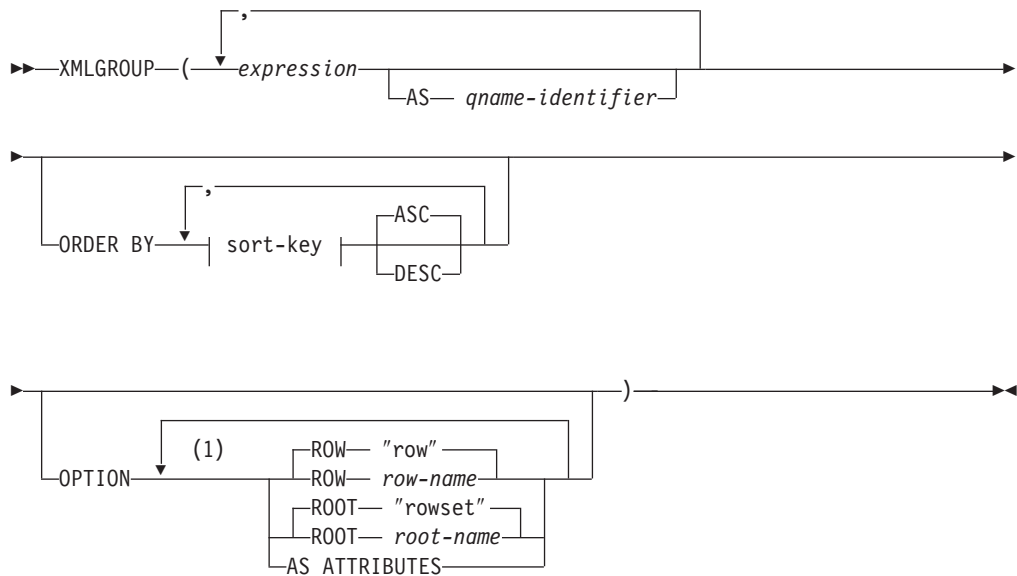 ,
XMLGROUP ( expression
AS qname-identifier
,
ASC
ORDER BY sort-key
DESC
)
(1) ROW "row"
OPTION ROW row-name
ROOT "rowset"
ROOT root-name
AS ATTRIBUTES